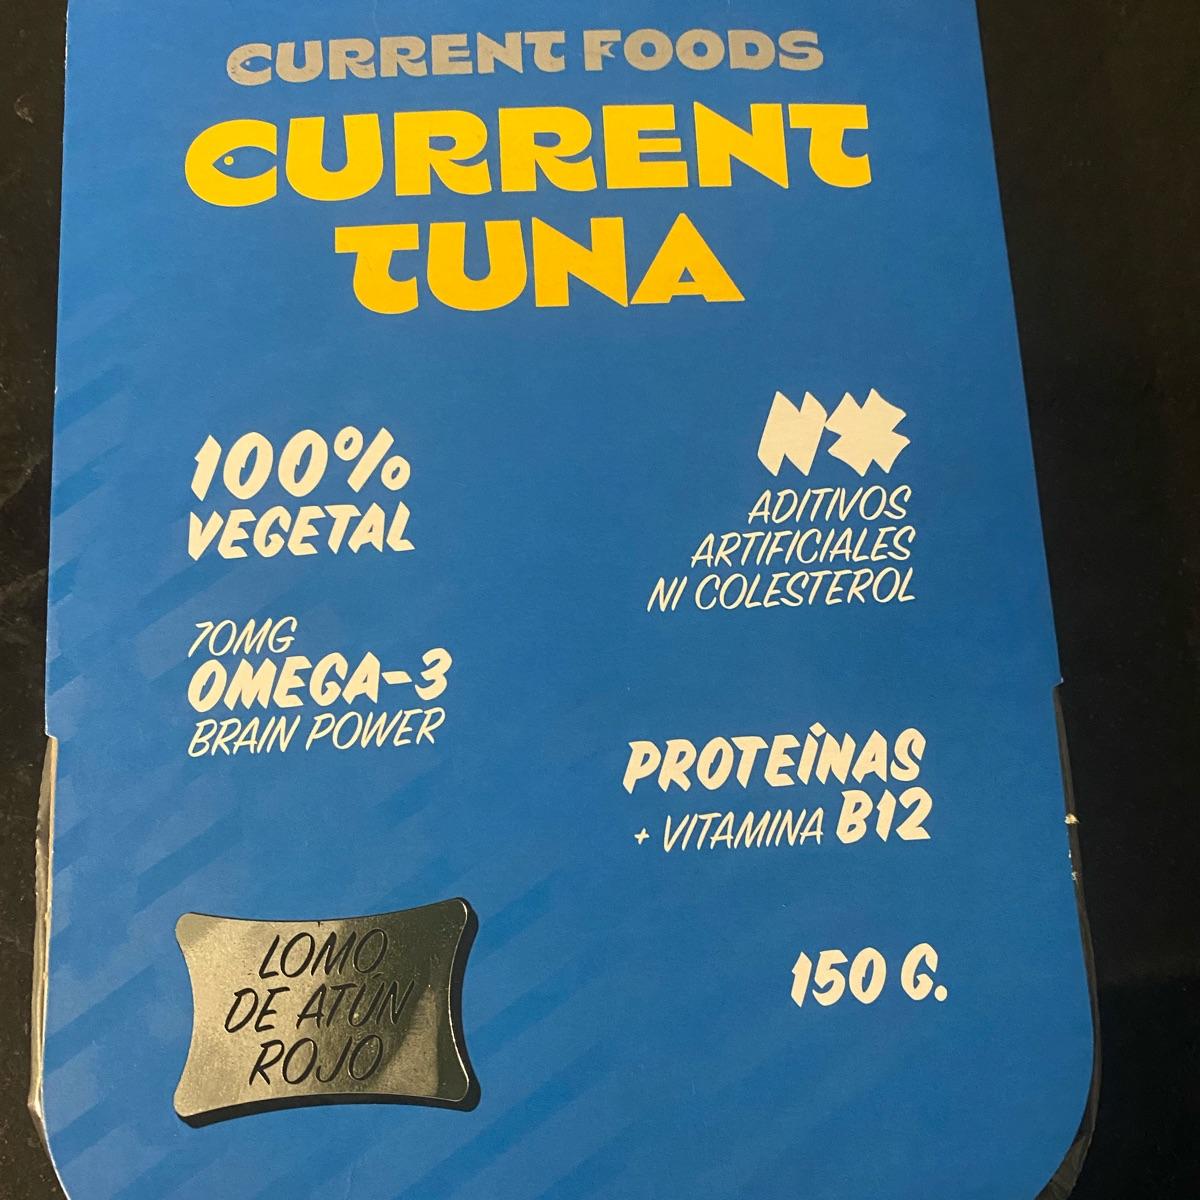 CURRENT FOODS
CURRENT
TUNA
100%
VEGETAL
70MG
OMEGA-3
BRAIN POWER
ADITIVOS
ARTIFICIALES
NI COLESTEROL
PROTEÍNAS
+ VITAMINA B12
LOMO
DE ATÚN
ROJO
150 G.